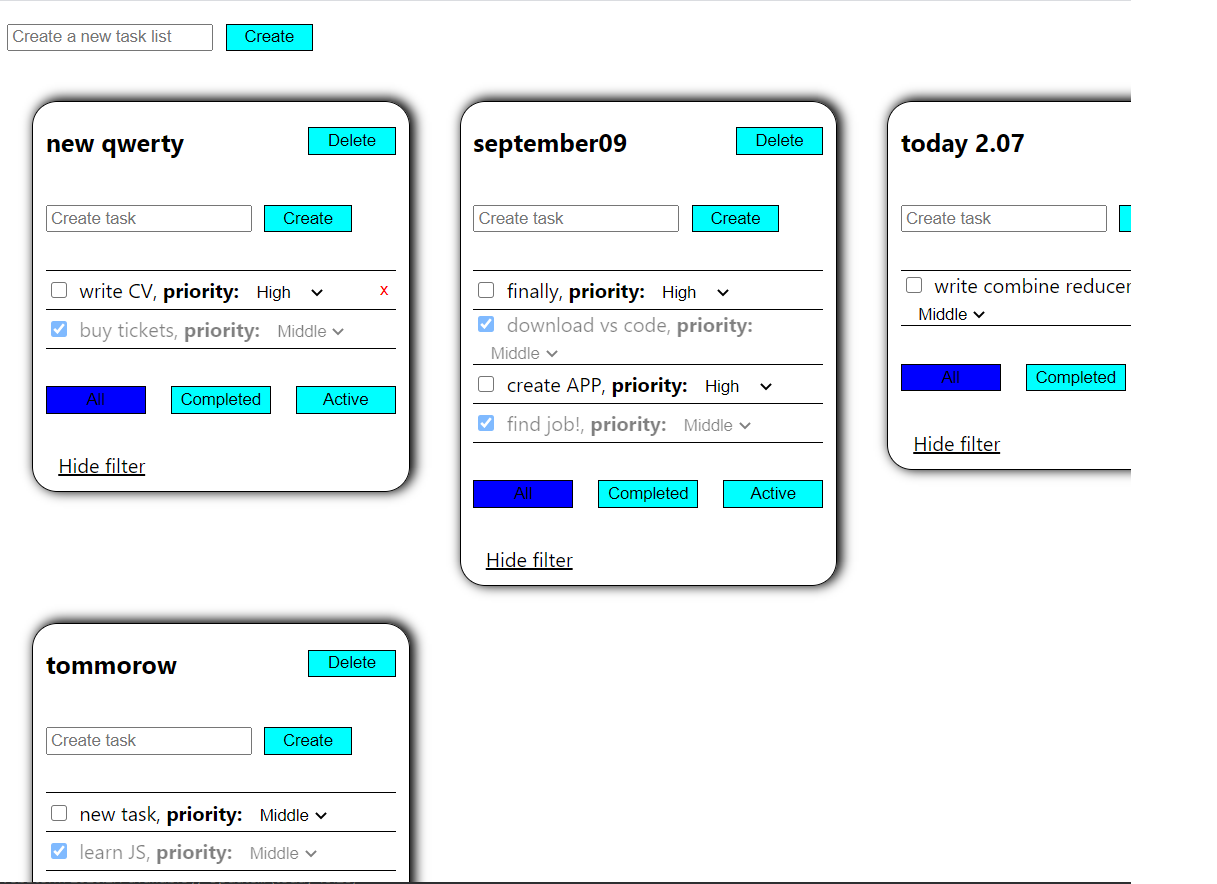 Create a new task list Create
new qwerty Delete
Create task Create
write CV, priority: High x
buy tickets, priority: Middle
All Completed Active
Hide filter
september09 Delete
Create task Create
finally, priority: High
download vs code, priority:
Middle
create APP, priority: High
find job!, priority: Middle
All Completed Active
Hide filter
today 2.07
Create task
write combine reducer
Middle
All Completed
Hide filter
tommorow Delete
Create task Create
new task, priority: Middle
learn JS, priority: Middle